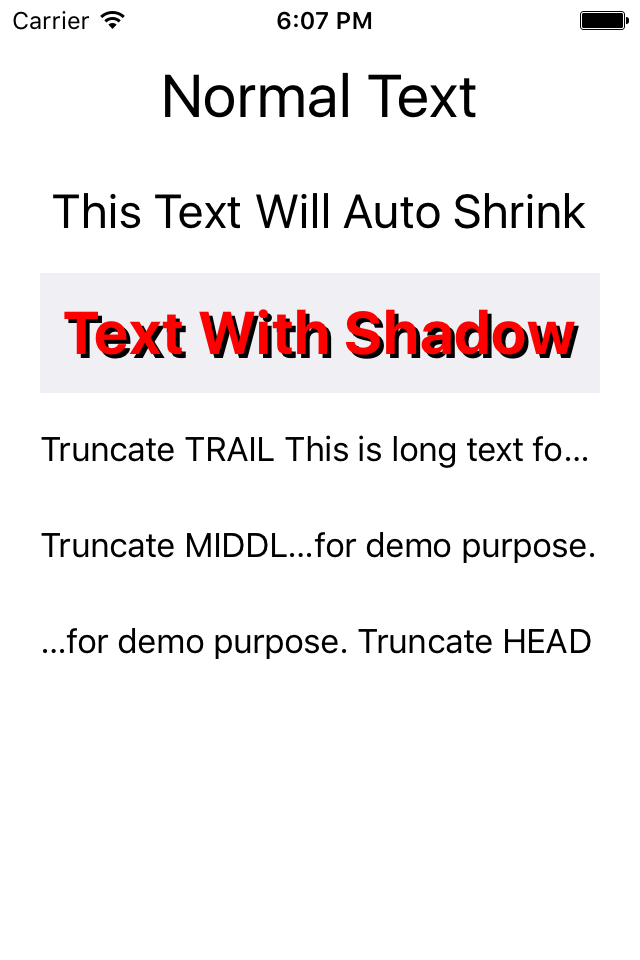 Carrier 6:07 PM
Normal Text
This Text Will Auto Shrink
Text With Shadow
Truncate TRAIL This is long text fo...
Truncate MIDDL...for demo purpose.
...for demo purpose. Truncate HEAD